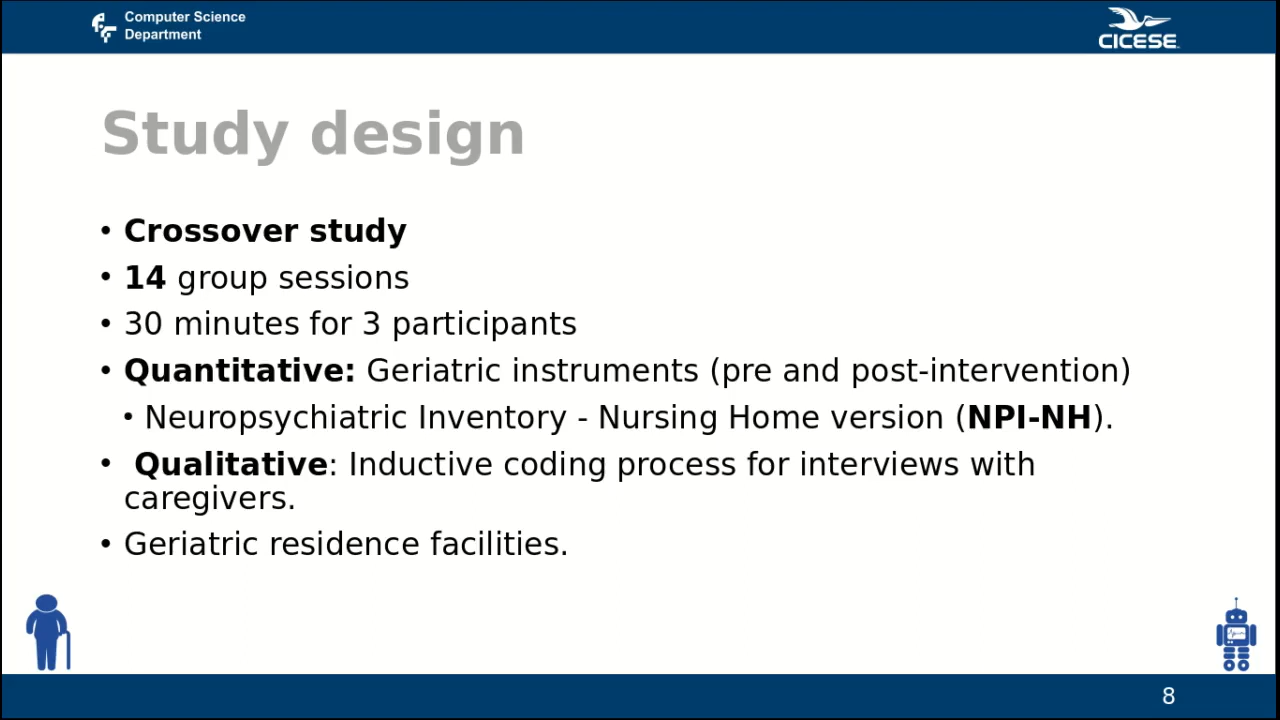 Computer Science
Department
CICESE
Study design
• Crossover study
• 14 group sessions
• 30 minutes for 3 participants
• Quantitative: Geriatric instruments (pre and post-intervention)
• Neuropsychiatric Inventory - Nursing Home version (NPI-NH).
• Qualitative: Inductive coding process for interviews with
caregivers.
• Geriatric residence facilities.
8